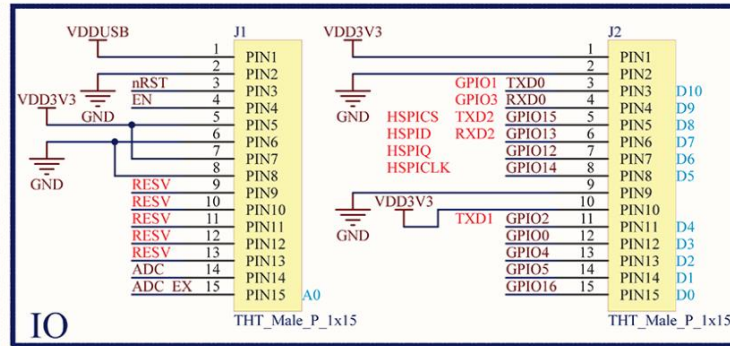 J1
VDDUSB
1 PIN1
2 PIN2
nRST 3 PIN3
EN 4 PIN4
VDD3V3
GND
5 PIN5
6 PIN6
7 PIN7
8 PIN8
GND
RESV 9 PIN9
RESV 10 PIN10
RESV 11 PIN11
RESV 12 PIN12
RESV 13 PIN13
ADC 14 PIN14
ADC EX 15 PIN15 A0
THT_Male_P_1x15
IO
J2
VDD3V3
1 PIN1
2 PIN2
GND
GPIO1 TXD0 3 PIN3 D10
GPIO3 RXD0 4 PIN4 D9
HSPICS TXD2 GPIO15 5 PIN5 D8
HSPID RXD2 GPIO13 6 PIN6 D7
HSPIQ GPIO12 7 PIN7 D6
HSPICLK GPIO14 8 PIN8 D5
9 PIN9
VDD3V3 10 PIN10
GND
TXD1 GPIO2 11 PIN11 D4
GPIO0 12 PIN12 D3
GPIO4 13 PIN13 D2
GPIO5 14 PIN14 D1
GPIO16 15 PIN15 D0
THT_Male_P_1x15